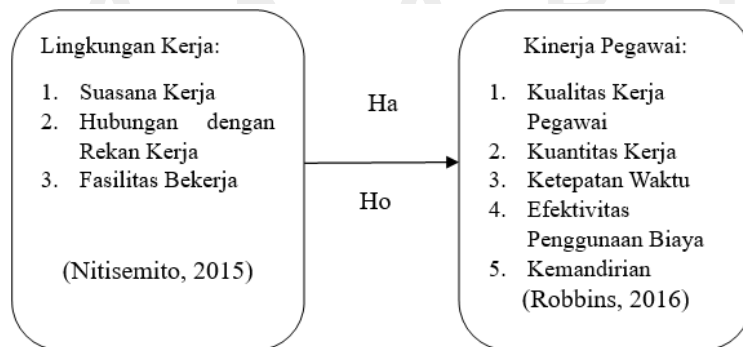 Lingkungan Kerja:
1. Suasana Kerja
2. Hubungan dengan
Rekan Kerja
3. Fasilitas Bekerja
(Nitisemito, 2015)
Ha
Ho
Kinerja Pegawai:
1. Kualitas Kerja
Pegawai
2. Kuantitas Kerja
3. Ketepatan Waktu
4. Efektivitas
Penggunaan Biaya
5. Kemandirian
(Robbins, 2016)